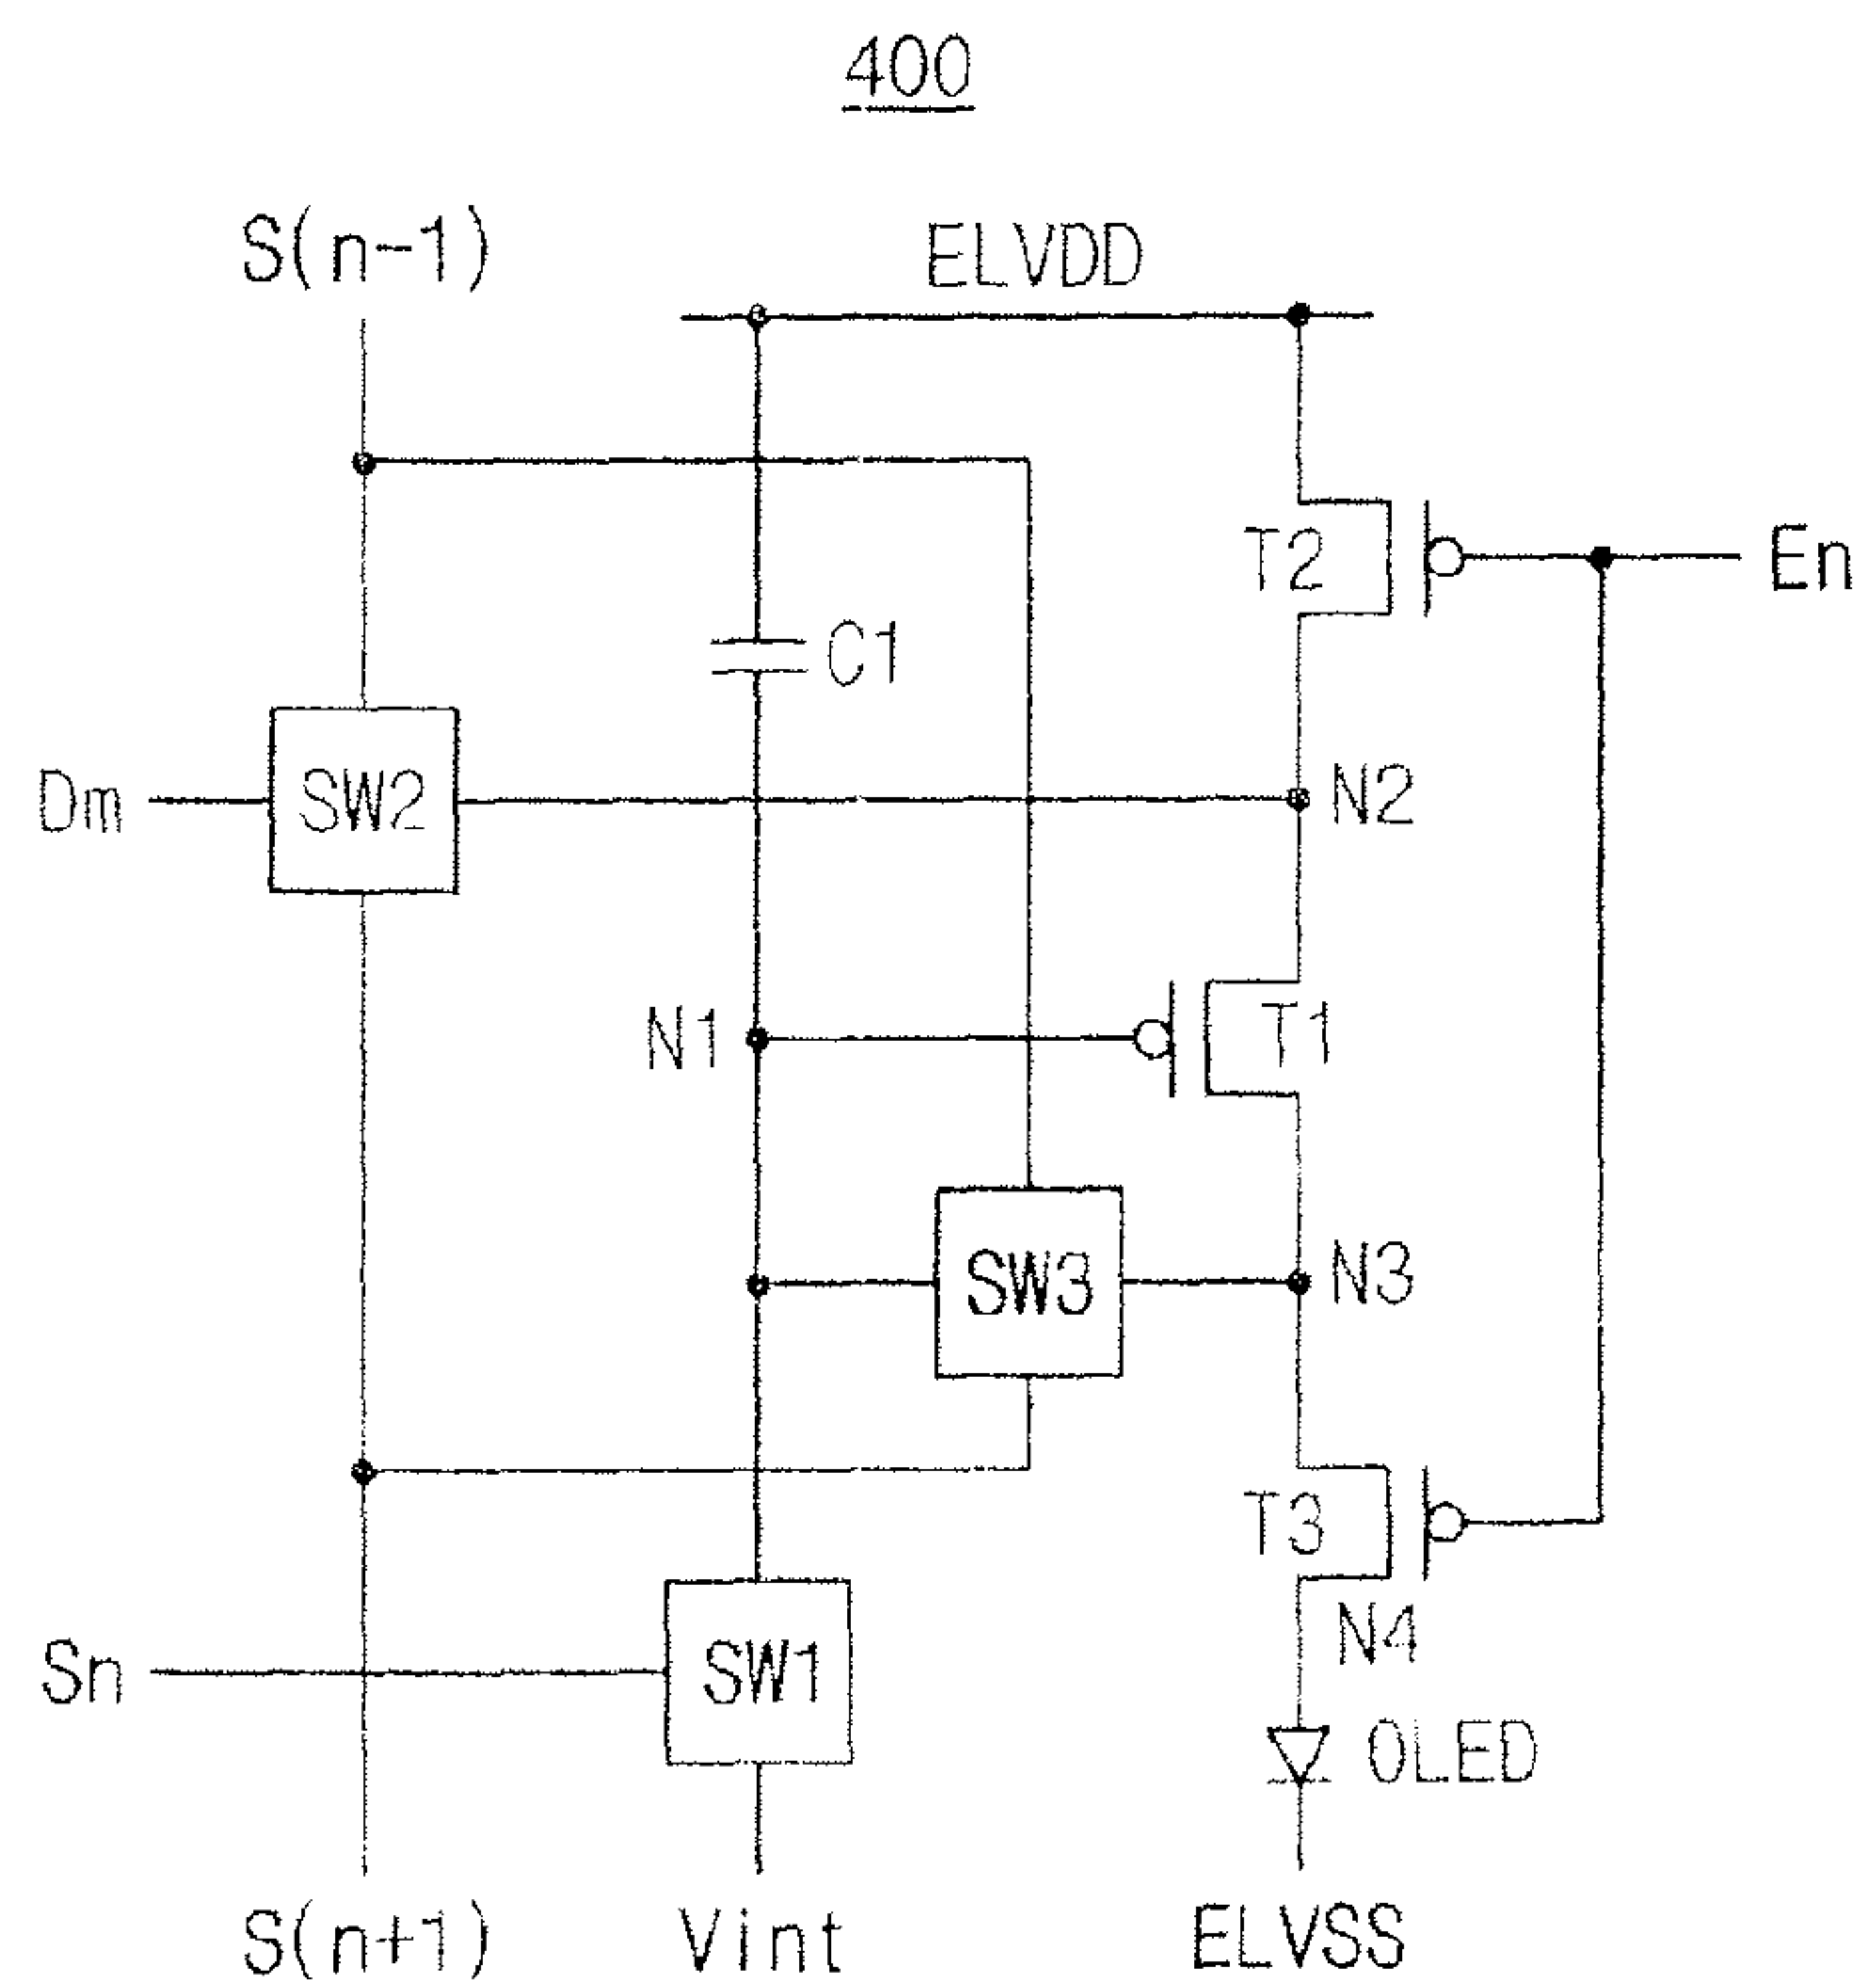 400
S(n-1)
ELVDD
T2
En
C1
Dm
SW2
N2
N1
T1
SW3
N3
T3
N4
Sn
SW1
OLED
S(n+1)
Vint
ELVSS